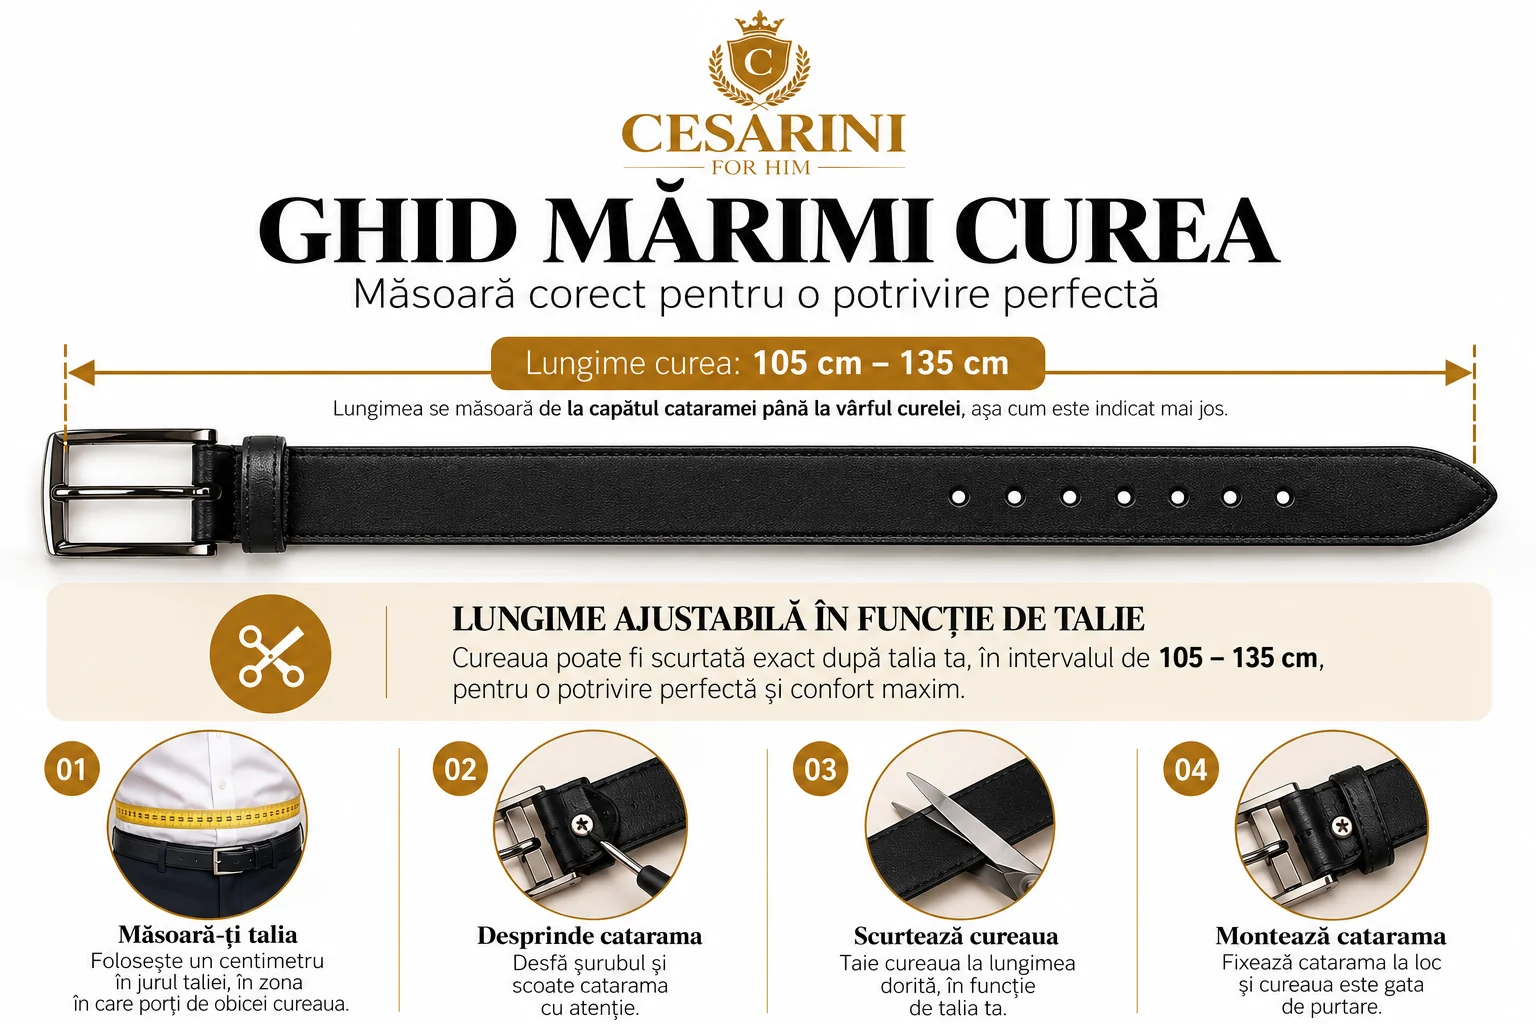 C
CESARINI
FOR HIM
GHID MĂRIMI CUREA
Măsoară corect pentru o potrivire perfectă
Lungime curea: 105 cm – 135 cm
Lungimea se măsoară de la capătul cataramei până la vârful curelei, așa cum este indicat mai jos.
LUNGIME AJUSTABILĂ ÎN FUNCȚIE DE TALIE
Cureaua poate fi scurtată exact după talia ta, în intervalul de 105 – 135 cm,
pentru o potrivire perfectă și confort maxim.
01
Măsoară-ți talia
Folosește un centimetru
în jurul taliei, în zona
în care porți de obicei cureaua.
02
Desprinde catarama
Desfă șurubul și
scoate catarama
cu atenție.
03
Scurtează cureaua
Taie cureaua la lungimea
dorită, în funcție
de talia ta.
04
Montează catarama
Fixează catarama la loc
și cureaua este gata
de purtare.